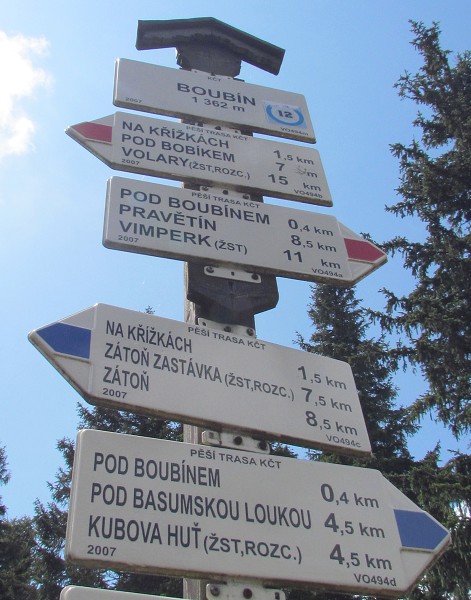 KČT
BOUBÍN
1 362 m
12
2007
PĚŠÍ TRASA KČT
NA KŘÍŽKÁCH 1,5 km
POD BOBÍKEM 7 km
VOLARY (ŽST,ROZC.) 15 km
2007 VO494b
PĚŠÍ TRASA KČT
POD BOUBÍNEM 0,4 km
PRAVĚTÍN 8,5 km
VIMPERK (ŽST) 11 km
2007 VO494a
PĚŠÍ TRASA KČT
NA KŘÍŽKÁCH 1,5 km
ZÁTOŇ ZASTÁVKA (ŽST,ROZC.) 7,5 km
ZÁTOŇ 8,5 km
2007 VO494c
PĚŠÍ TRASA KČT
POD BOUBÍNEM 0,4 km
POD BASUMSKOU LOUKOU 4,5 km
KUBOVA HUŤ (ŽST,ROZC.) 4,5 km
2007 VO494d